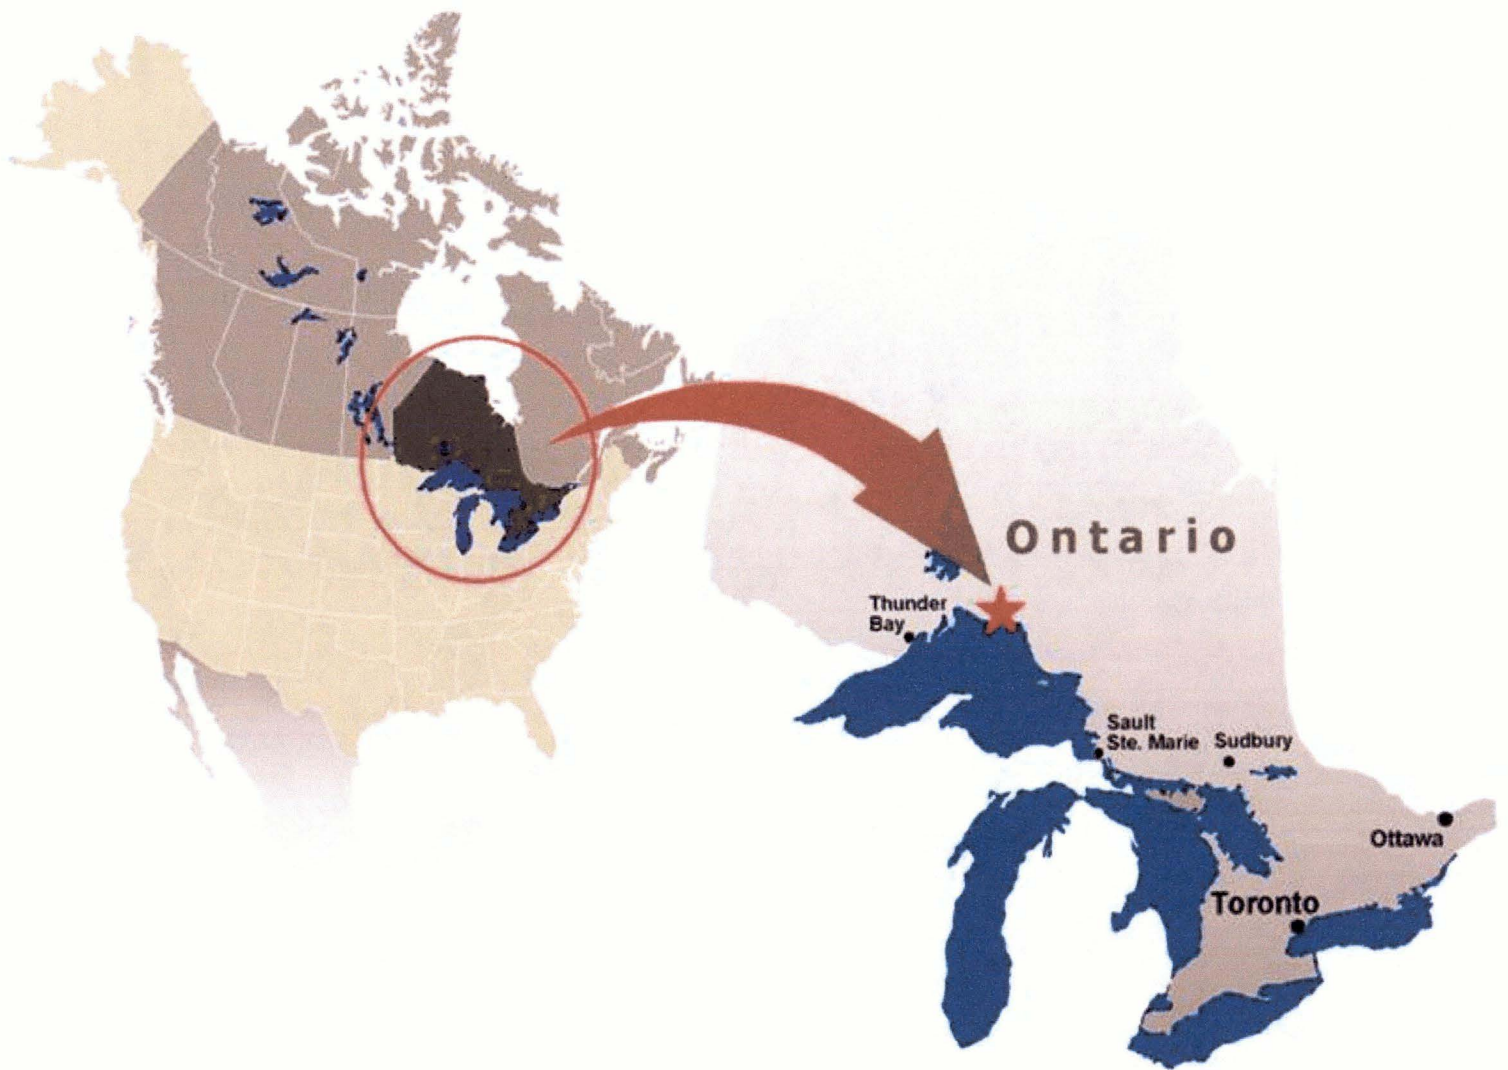 Ontario
Thunder
Bay
Sault
Ste. Marie
Sudbury
Ottawa
Toronto